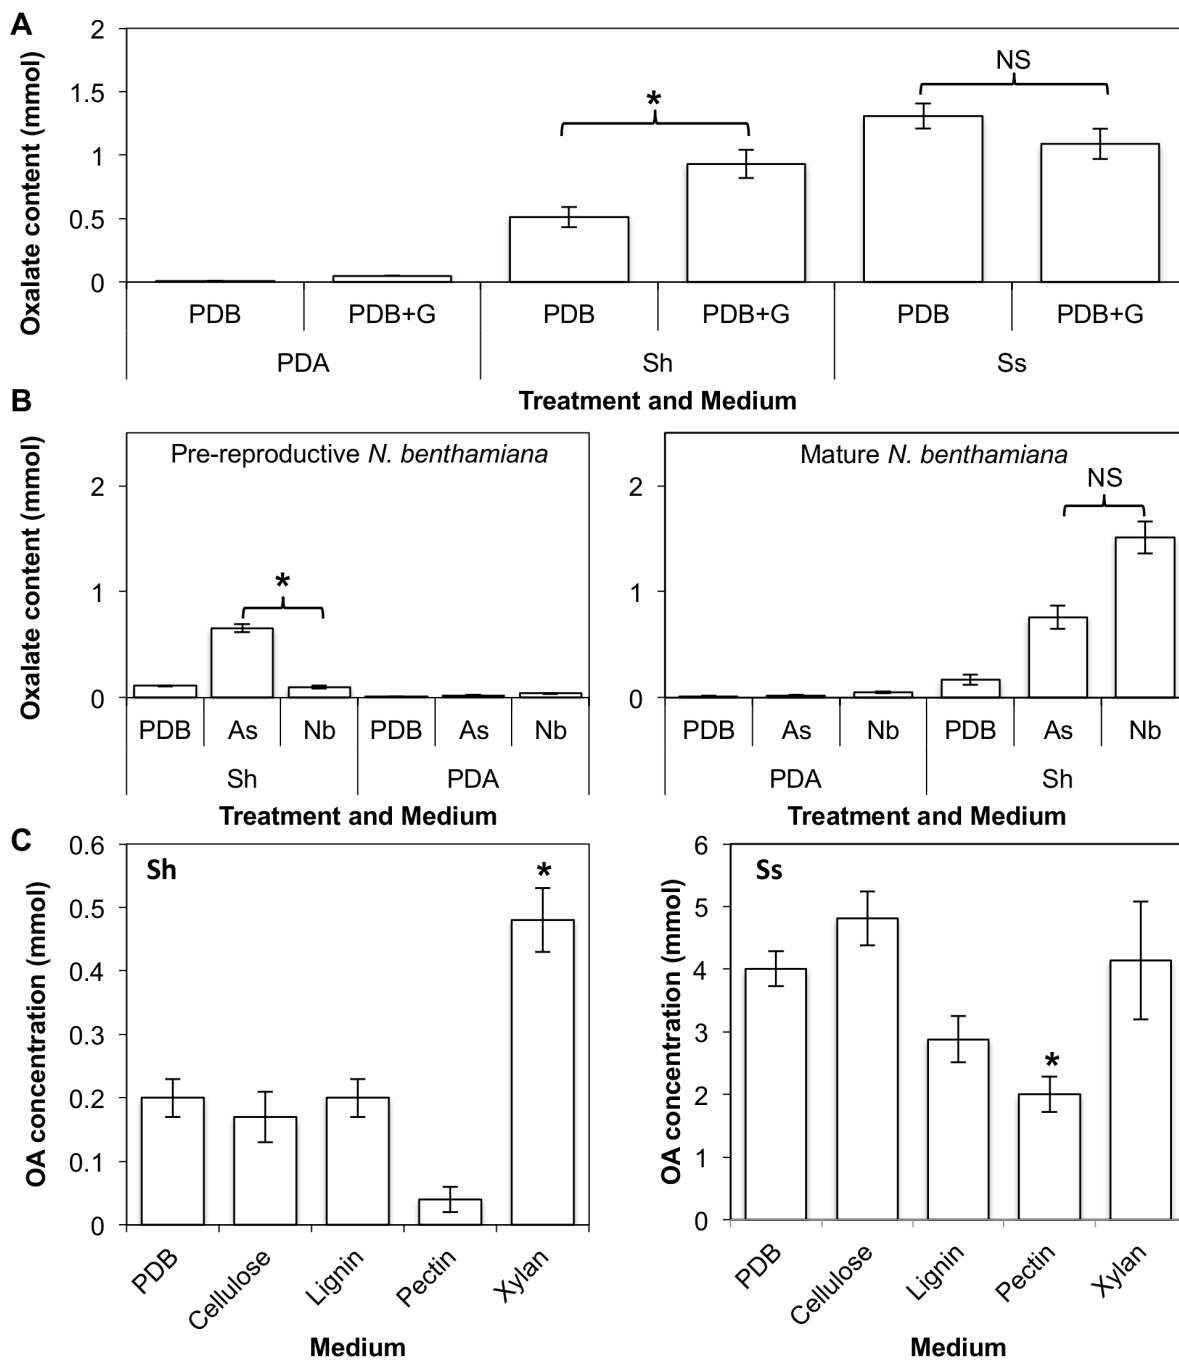 A
Oxalate content (mmol)
2
1.5
1
0.5
0
*
NS
PDB PDB+G PDB PDB+G PDB PDB+G
PDA Sh Ss
Treatment and Medium
B
Oxalate content (mmol)
Pre-reproductive N. benthamiana
2
1
0
*
PDB As Nb PDB As Nb
Sh PDA
Treatment and Medium
Mature N. benthamiana
NS
2
1
0
PDB As Nb PDB As Nb
PDA Sh
Treatment and Medium
C
OA concentration (mmol)
Sh
0.6
0.5
0.4
0.3
0.2
0.1
0
*
PDB Cellulose Lignin Pectin Xylan
Medium
OA concentration (mmol)
Ss
6
5
4
3
2
1
0
*
PDB Cellulose Lignin Pectin Xylan
Medium